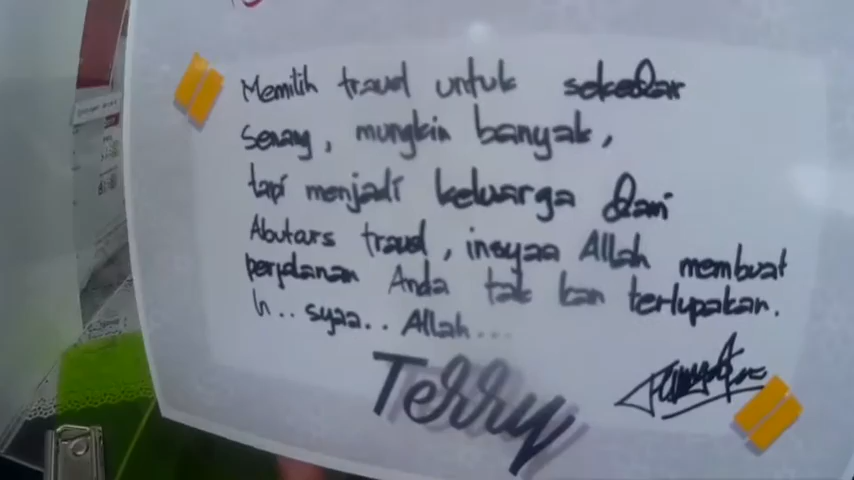 Memilih travel untuk sekedar
Senang, mungkin banyak,
tapi menjadi keluarga dari
Abutours travel, insyaa Allah membuat
perjalanan Anda tak kan terlupakan.
In.. syaa.. Allah...
Terry